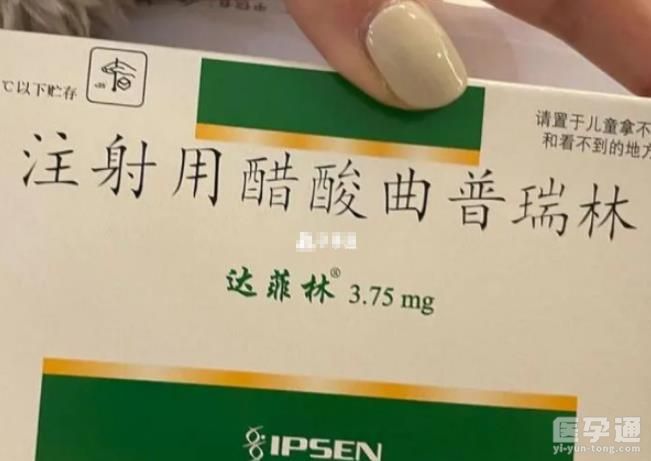 ℃以下贮存
请置于儿童拿不
和看不到的地方
注射用醋酸曲普瑞林
达菲林® 3.75 mg
IPSEN
医孕通
yi-yun-tong.com